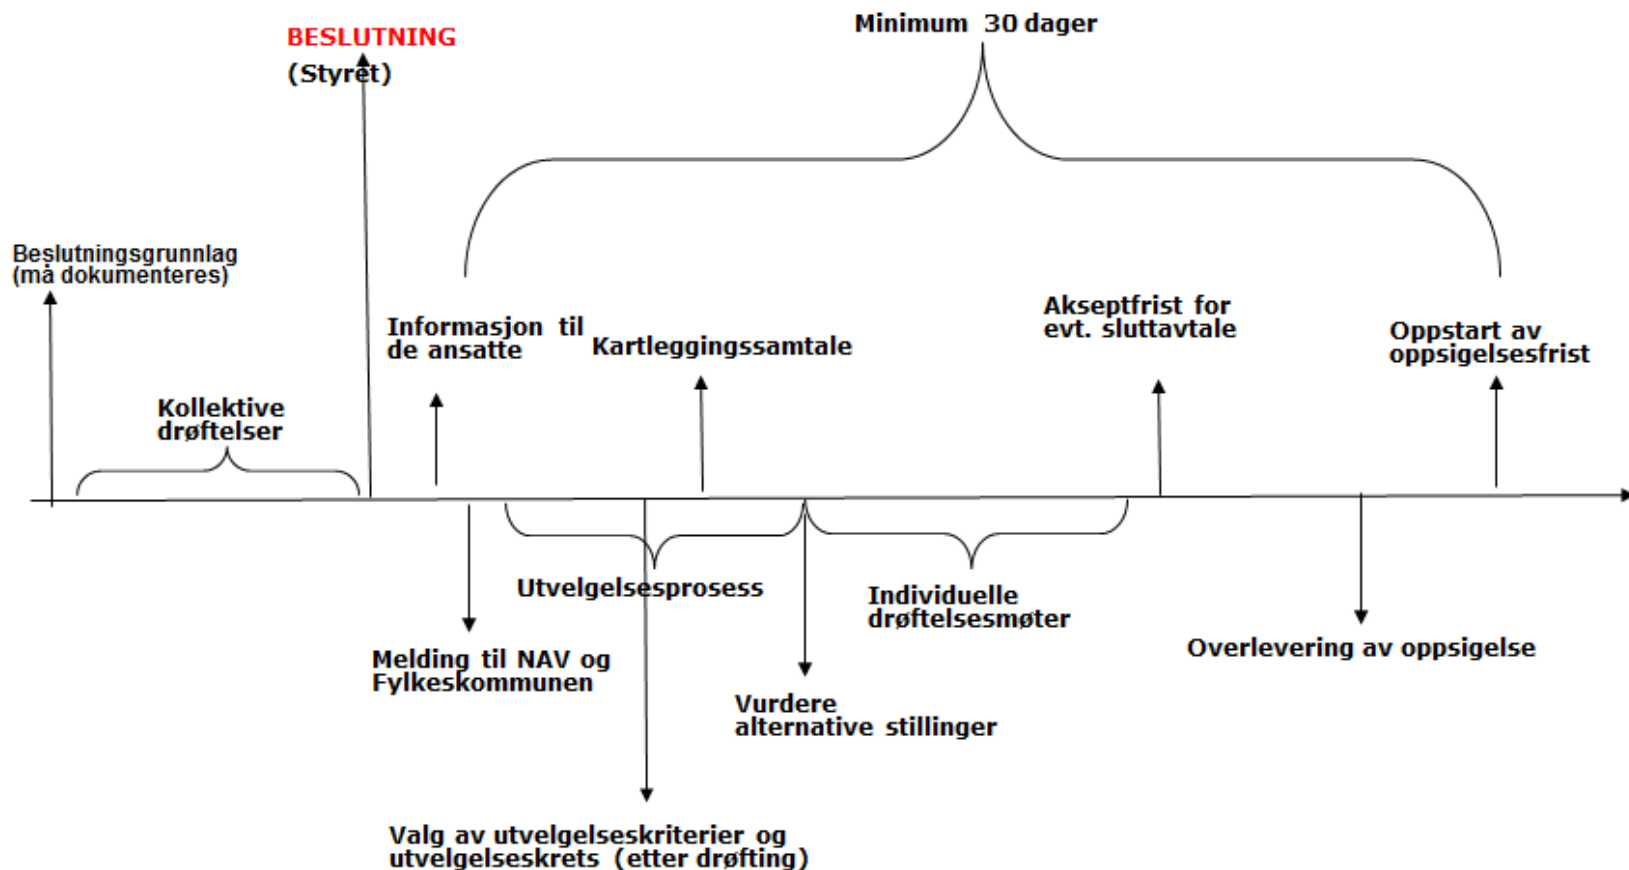 Minimum 30 dager
BESLUTNING
(Styret)
Beslutningsgrunnlag
(må dokumenteres)
Informasjon til
de ansatte
Kartleggingssamtale
Akseptfrist for
evt. sluttavtale
Oppstart av
oppsigelsesfrist
Kollektive
drøftelser
Utvelgelsesprosess
Individuelle
drøftelsesmøter
Melding til NAV og
Fylkeskommunen
Overlevering av oppsigelse
Vurdere
alternative stillinger
Valg av utvelgelseskriterier og
utvelgelseskrets (etter drøfting)